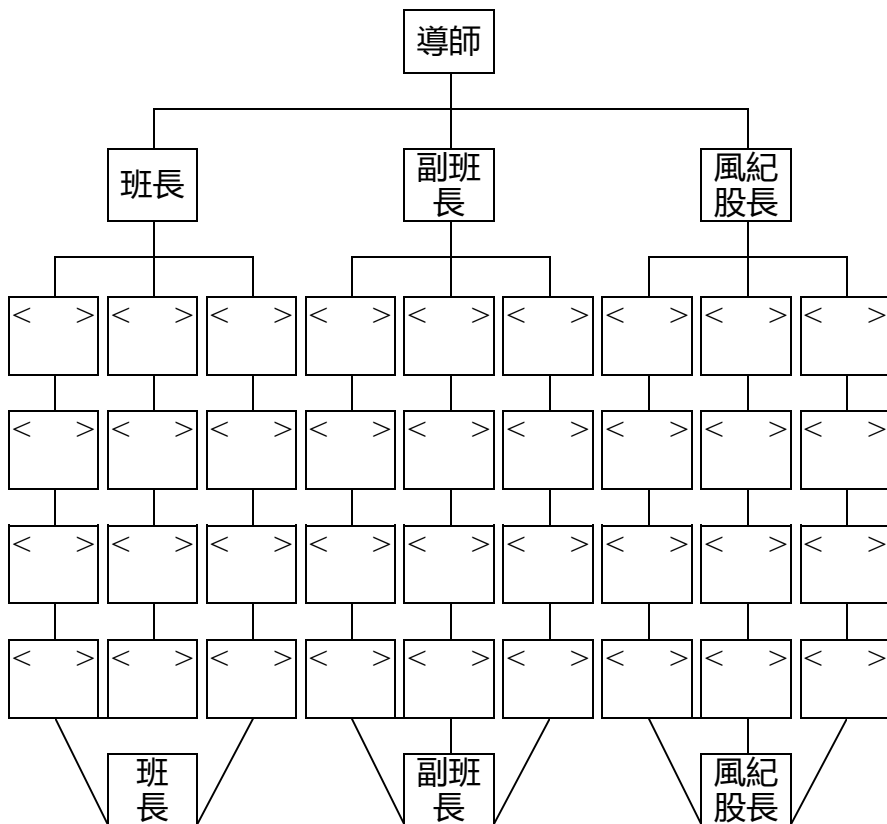 導師
班長
副班
長
風紀
股長
< > < > < > < > < > < > < > < > < >
< > < > < > < > < > < > < > < > < >
< > < > < > < > < > < > < > < > < >
< > < > < > < > < > < > < > < > < >
班
長
副班
長
風紀
股長